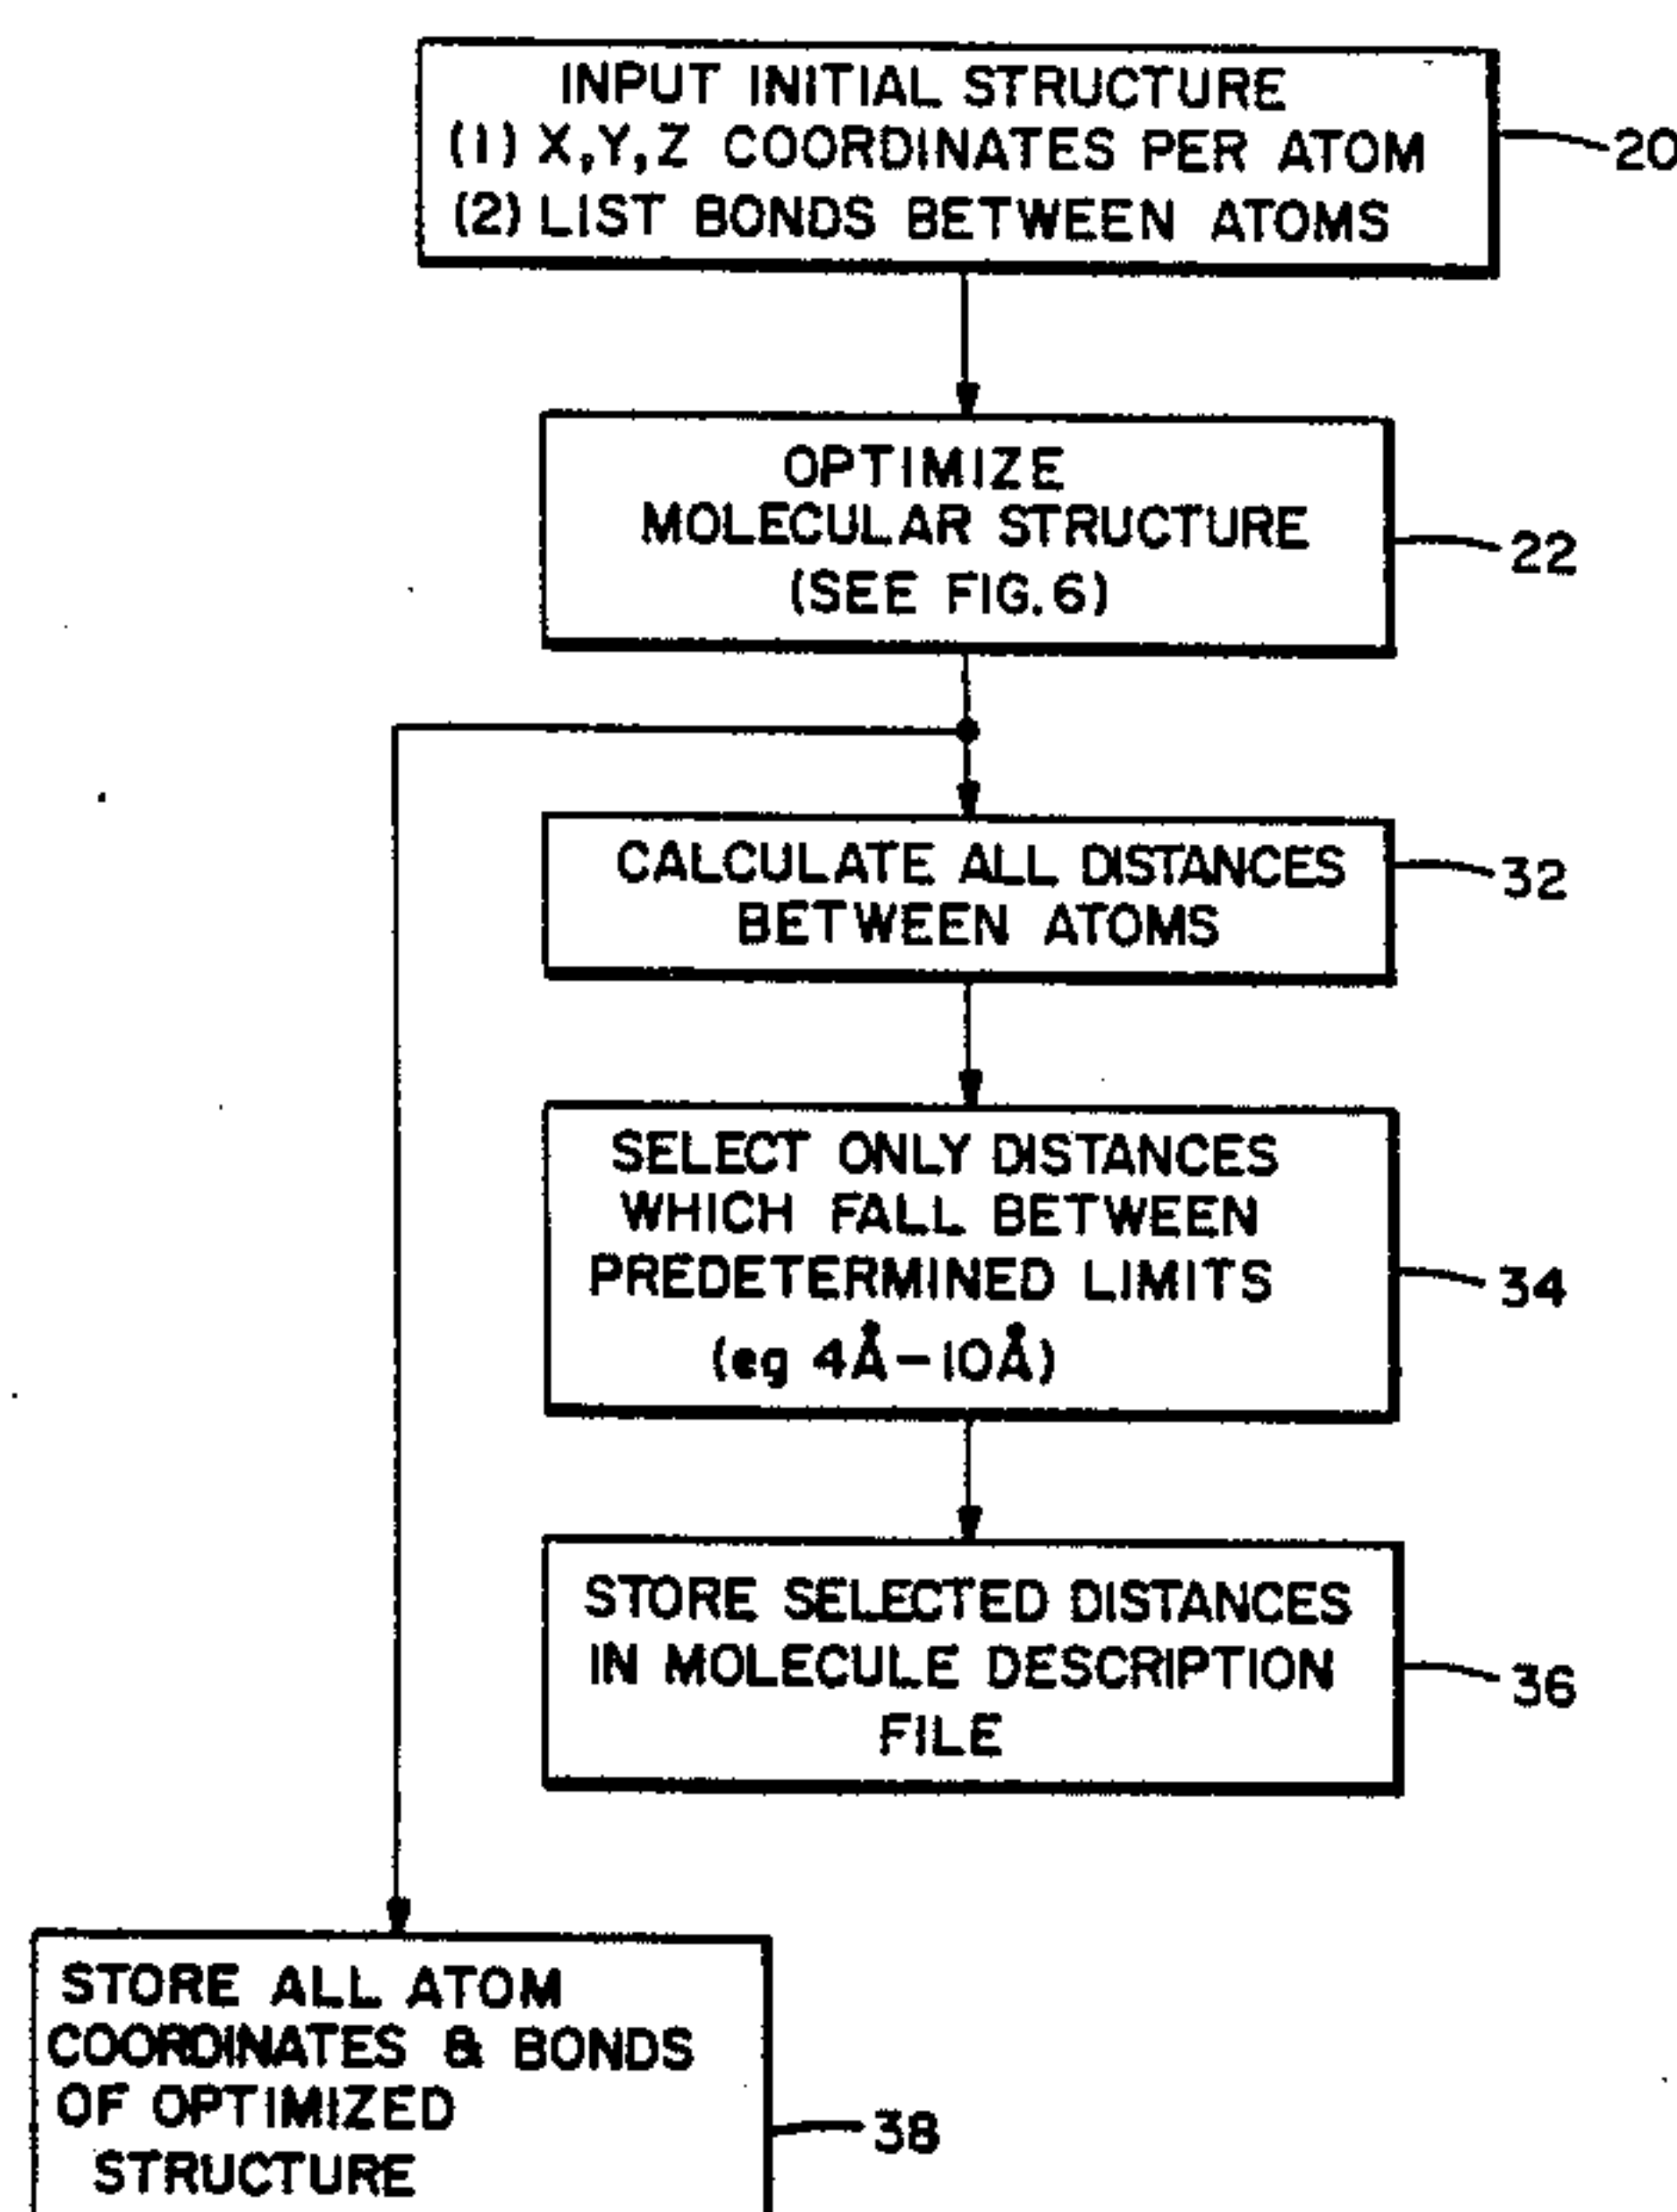 INPUT INITIAL STRUCTURE
(1) X,Y,Z COORDINATES PER ATOM
(2) LIST BONDS BETWEEN ATOMS
20
OPTIMIZE
MOLECULAR STRUCTURE
(SEE FIG.6)
22
CALCULATE ALL DISTANCES
BETWEEN ATOMS
32
SELECT ONLY DISTANCES
WHICH FALL BETWEEN
PREDETERMINED LIMITS
(eg 4Å-10Å)
34
STORE SELECTED DISTANCES
IN MOLECULE DESCRIPTION
FILE
36
STORE ALL ATOM
COORDINATES & BONDS
OF OPTIMIZED
STRUCTURE
38